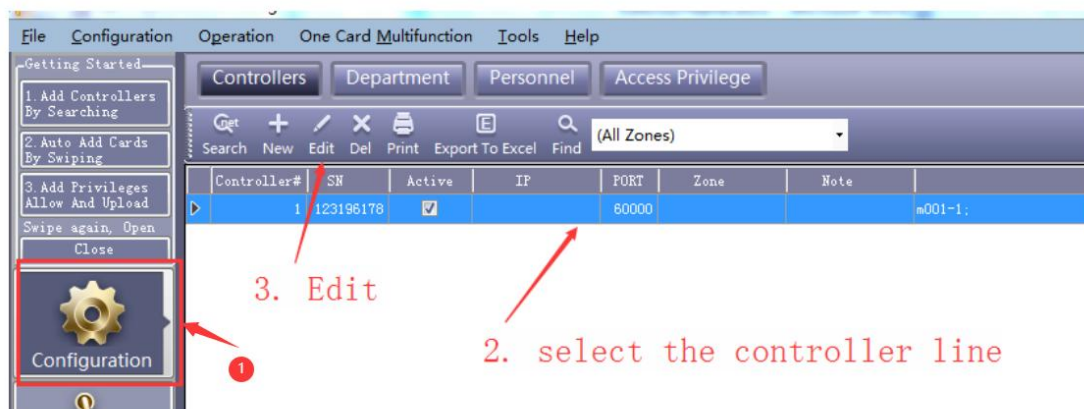 File Configuration Operation One Card Multifunction Tools Help
Getting Started
1. Add Controllers
By Searching
2. Auto Add Cards
By Swiping
3. Add Privileges
Allow And Upload
Swipe again, Open
Close
Configuration
Controllers Department Personnel Access Privilege
Get
Search New Edit Del Print Export To Excel Find (All Zones)
Controller# SN Active IP PORT Zone Note
1 123196178 60000 m001-1;
3. Edit
2. select the controller line
1